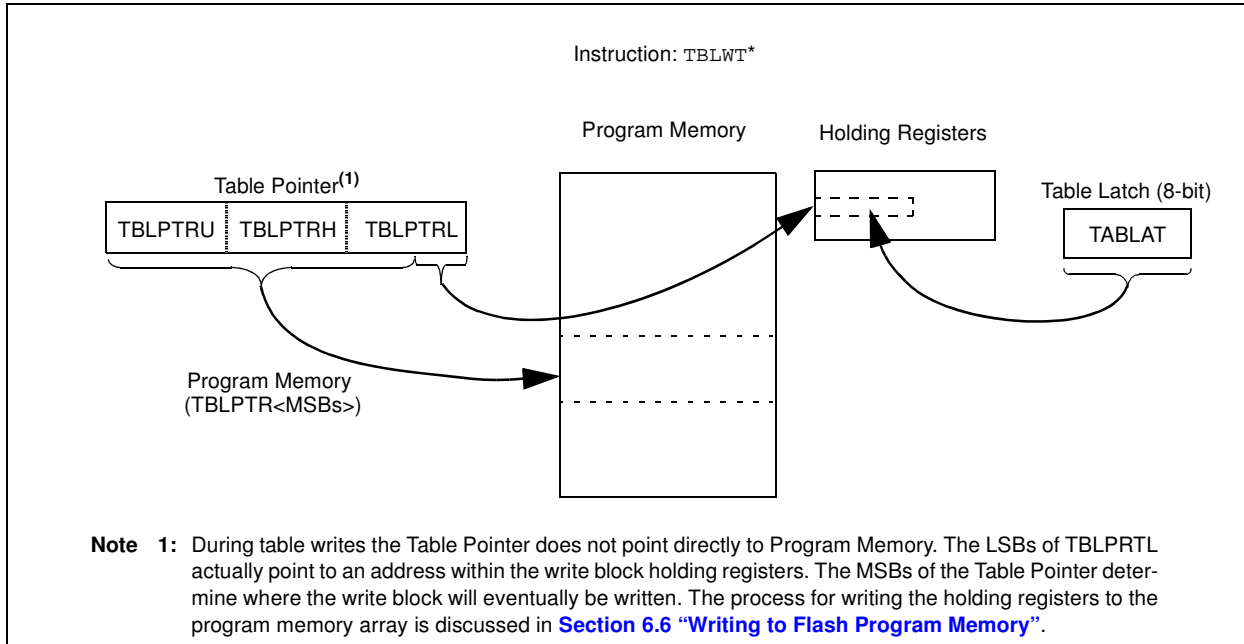 Instruction: TBLWT*
Program Memory
Holding Registers
Table Pointer(1)
Table Latch (8-bit)
TBLPTRU TBLPTRH TBLPTRL
TABLAT
Program Memory
(TBLPTR<MSBs>)
Note 1: During table writes the Table Pointer does not point directly to Program Memory. The LSBs of TBLPRTL
actually point to an address within the write block holding registers. The MSBs of the Table Pointer deter-
mine where the write block will eventually be written. The process for writing the holding registers to the
program memory array is discussed in Section 6.6 “Writing to Flash Program Memory”.